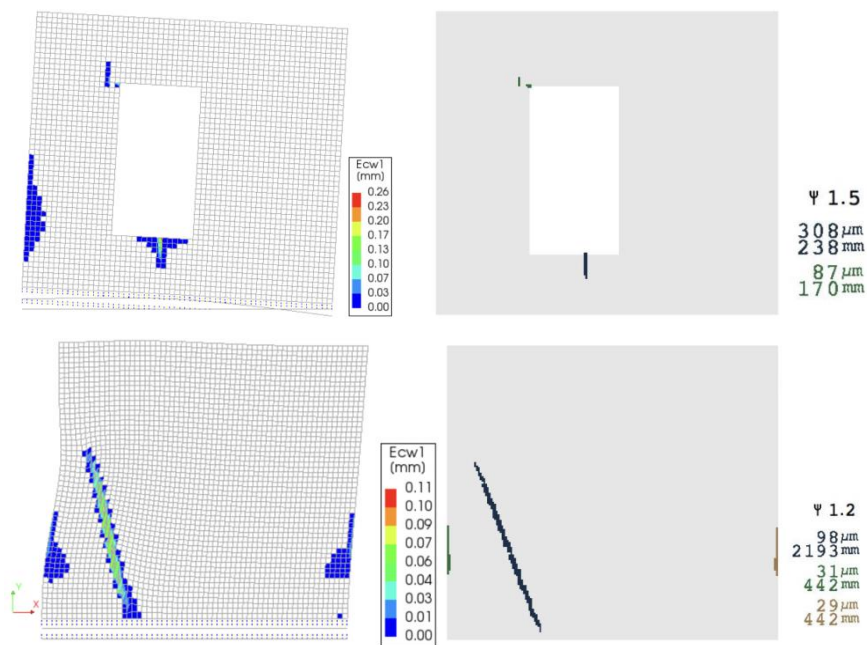 Ecw1
(mm)
0.26
0.23
0.20
0.17
0.13
0.10
0.07
0.03
0.00
Ψ 1.5
308 µm
238 mm
87 µm
170 mm
Ecw1
(mm)
0.11
0.10
0.09
0.07
0.06
0.04
0.03
0.01
0.00
Y
X
Ψ 1.2
98 µm
2193 mm
31 µm
442 mm
29 µm
442 mm